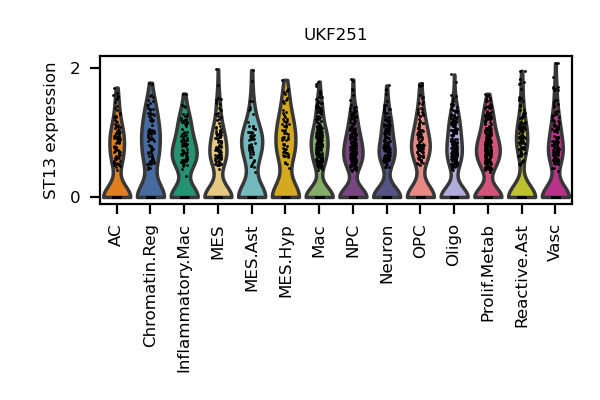 UKF251
ST13 expression
2
0
AC
Chromatin.Reg
Inflammatory.Mac
MES
MES.Ast
MES.Hyp
Mac
NPC
Neuron
OPC
Oligo
Prolif.Metab
Reactive.Ast
Vasc